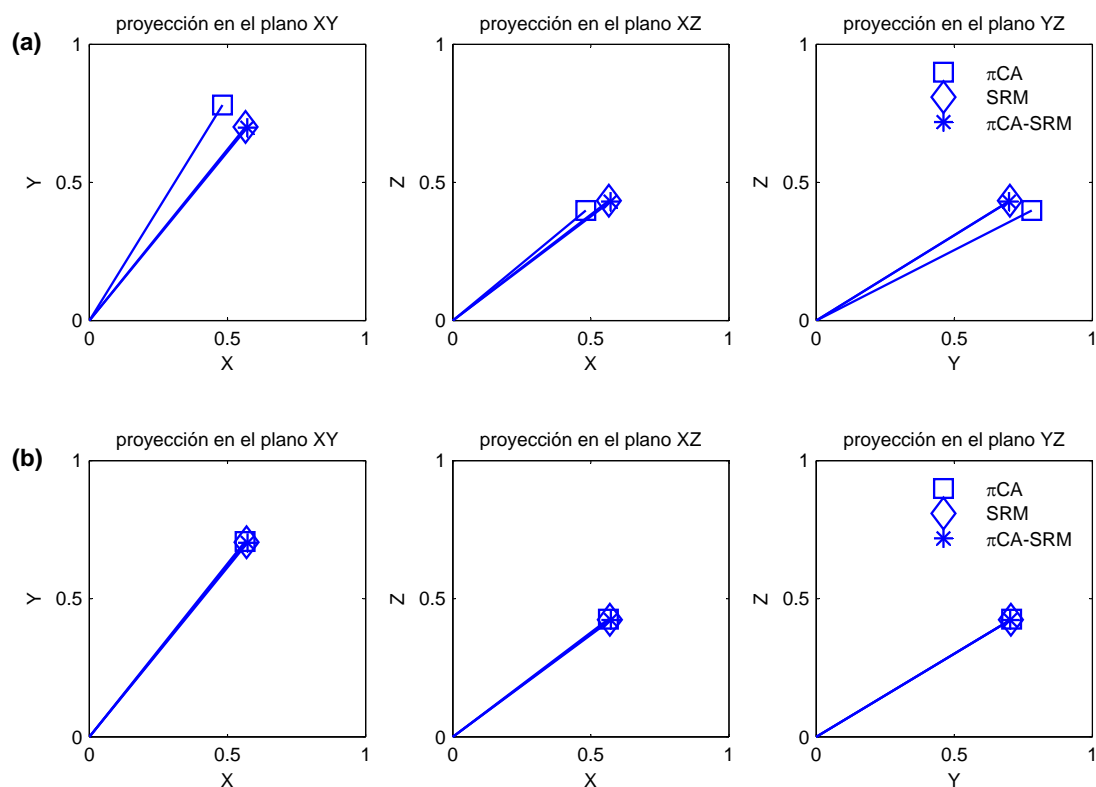 (a)
proyección en el plano XY
1
0.5
0
Y
0
0.5
1
X
proyección en el plano XZ
1
0.5
0
Z
0
0.5
1
X
proyección en el plano YZ
1
0.5
0
Z
0
0.5
1
Y
πCA
SRM
πCA-SRM
(b)
proyección en el plano XY
1
0.5
0
Y
0
0.5
1
X
proyección en el plano XZ
1
0.5
0
Z
0
0.5
1
X
proyección en el plano YZ
1
0.5
0
Z
0
0.5
1
Y
πCA
SRM
πCA-SRM